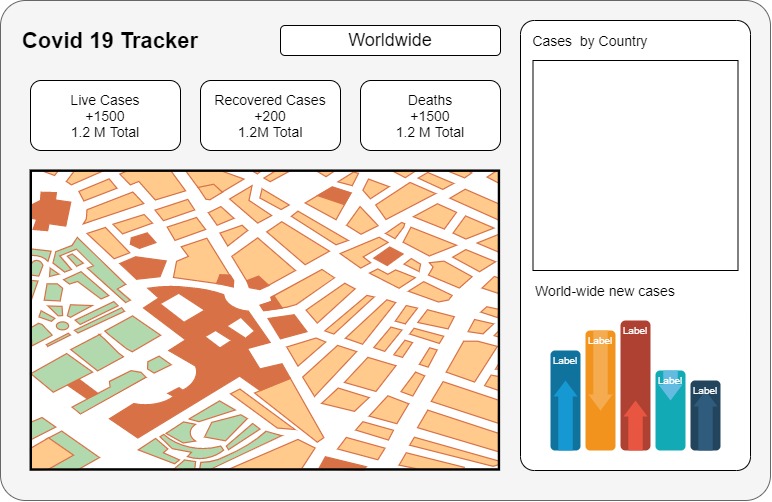 Covid 19 Tracker
Worldwide
Live Cases
+1500
1.2 M Total
Recovered Cases
+200
1.2M Total
Deaths
+1500
1.2 M Total
Cases by Country
World-wide new cases
Label
Label
Label
Label
Label